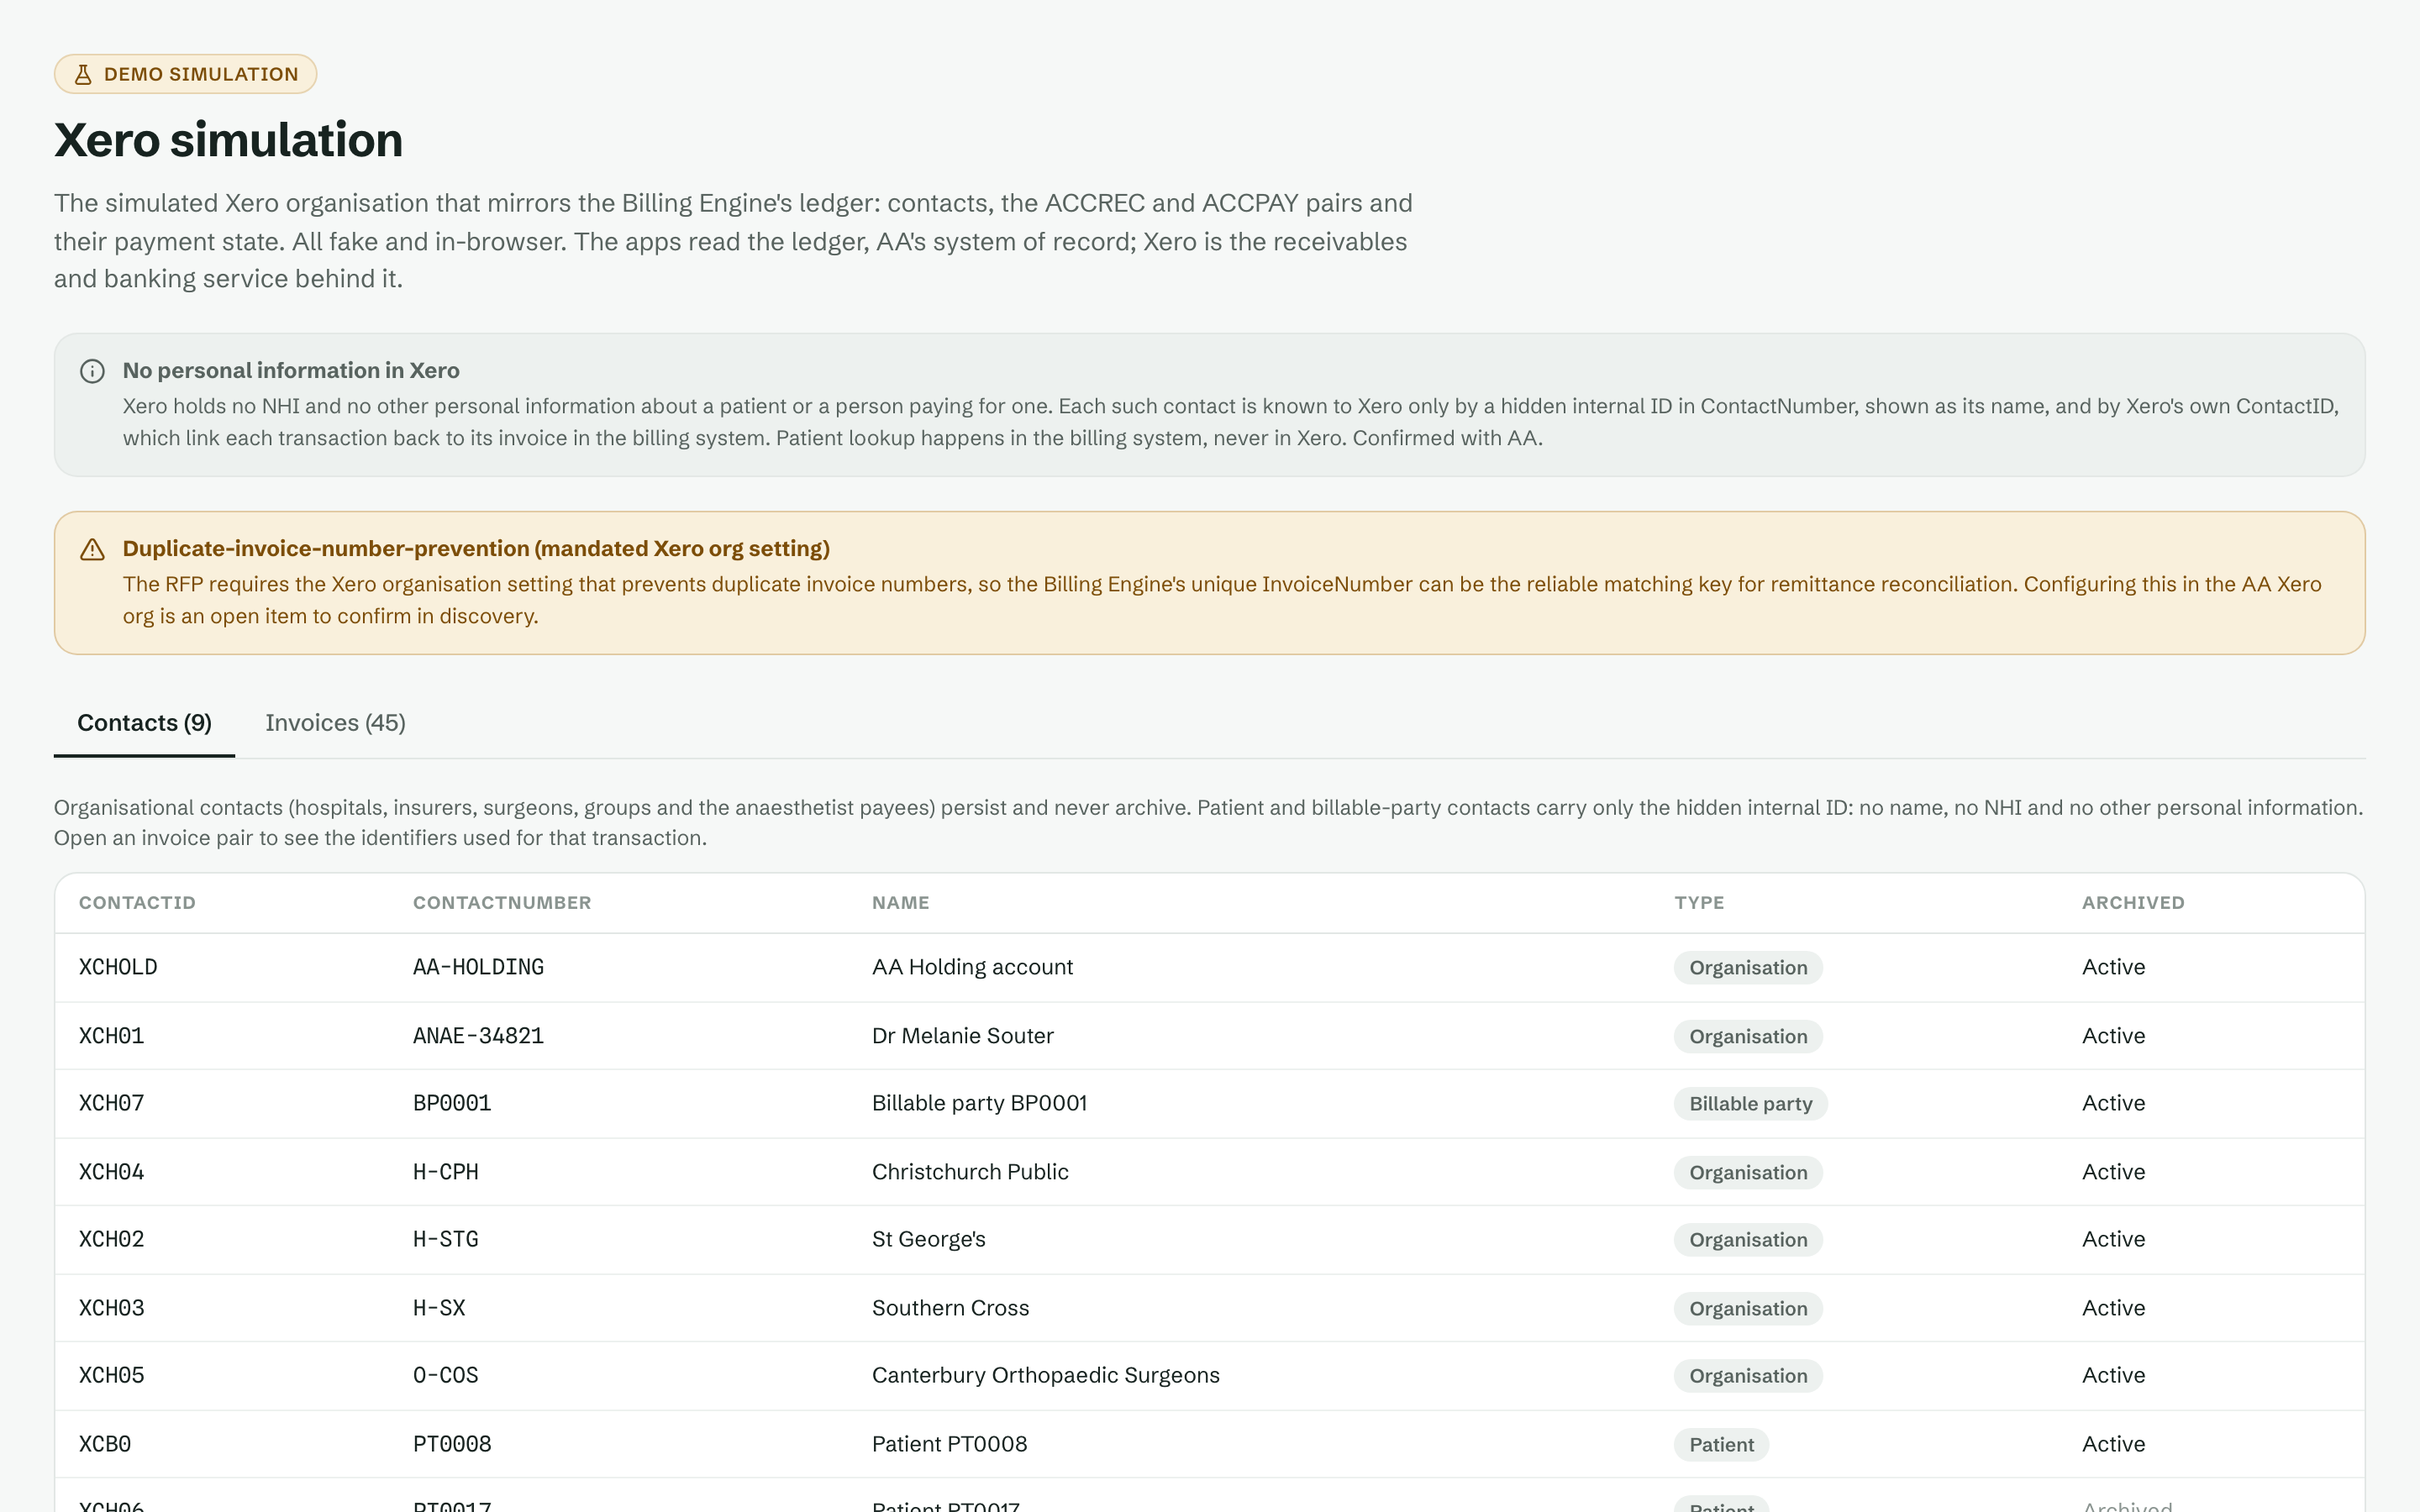 DEMO SIMULATION
Xero simulation
The simulated Xero organisation that mirrors the Billing Engine's ledger: contacts, the ACCREC and ACCPAY pairs and
their payment state. All fake and in-browser. The apps read the ledger, AA's system of record; Xero is the receivables
and banking service behind it.
No personal information in Xero
Xero holds no NHI and no other personal information about a patient or a person paying for one. Each such contact is known to Xero only by a hidden internal ID in ContactNumber, shown as its name, and by Xero's own ContactID,
which link each transaction back to its invoice in the billing system. Patient lookup happens in the billing system, never in Xero. Confirmed with AA.
Duplicate-invoice-number-prevention (mandated Xero org setting)
The RFP requires the Xero organisation setting that prevents duplicate invoice numbers, so the Billing Engine's unique InvoiceNumber can be the reliable matching key for remittance reconciliation. Configuring this in the AA Xero
org is an open item to confirm in discovery.
Contacts (9) Invoices (45)
Organisational contacts (hospitals, insurers, surgeons, groups and the anaesthetist payees) persist and never archive. Patient and billable-party contacts carry only the hidden internal ID: no name, no NHI and no other personal information.
Open an invoice pair to see the identifiers used for that transaction.
CONTACTID CONTACTNUMBER NAME TYPE ARCHIVED
XCHOLD AA-HOLDING AA Holding account Organisation Active
XCH01 ANAE-34821 Dr Melanie Souter Organisation Active
XCH07 BP0001 Billable party BP0001 Billable party Active
XCH04 H-CPH Christchurch Public Organisation Active
XCH02 H-STG St George's Organisation Active
XCH03 H-SX Southern Cross Organisation Active
XCH05 O-COS Canterbury Orthopaedic Surgeons Organisation Active
XCB0 PT0008 Patient PT0008 Patient Active
XCH06 PT0017 Patient PT0017 Patient Archived